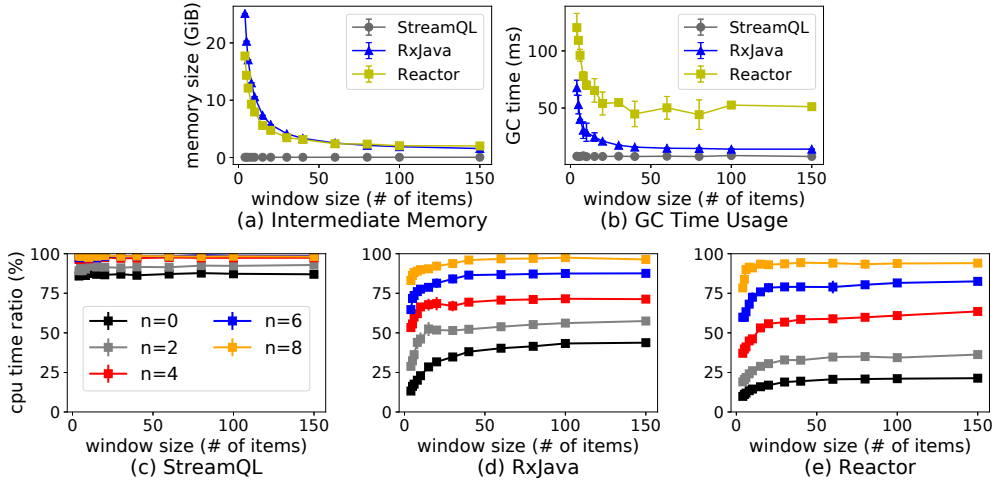 memory size (GiB)
20
10
0
StreamQL
RxJava
Reactor
0
50
100
150
window size (# of items)
(a) Intermediate Memory
GC time (ms)
100
50
StreamQL
RxJava
Reactor
0
50
100
150
window size (# of items)
(b) GC Time Usage
cpu time ratio (%)
100
75
50
25
0
n=0
n=2
n=4
n=6
n=8
0
50
100
150
window size (# of items)
(c) StreamQL
100
75
50
25
0
0
50
100
150
window size (# of items)
(d) RxJava
100
75
50
25
0
0
50
100
150
window size (# of items)
(e) Reactor